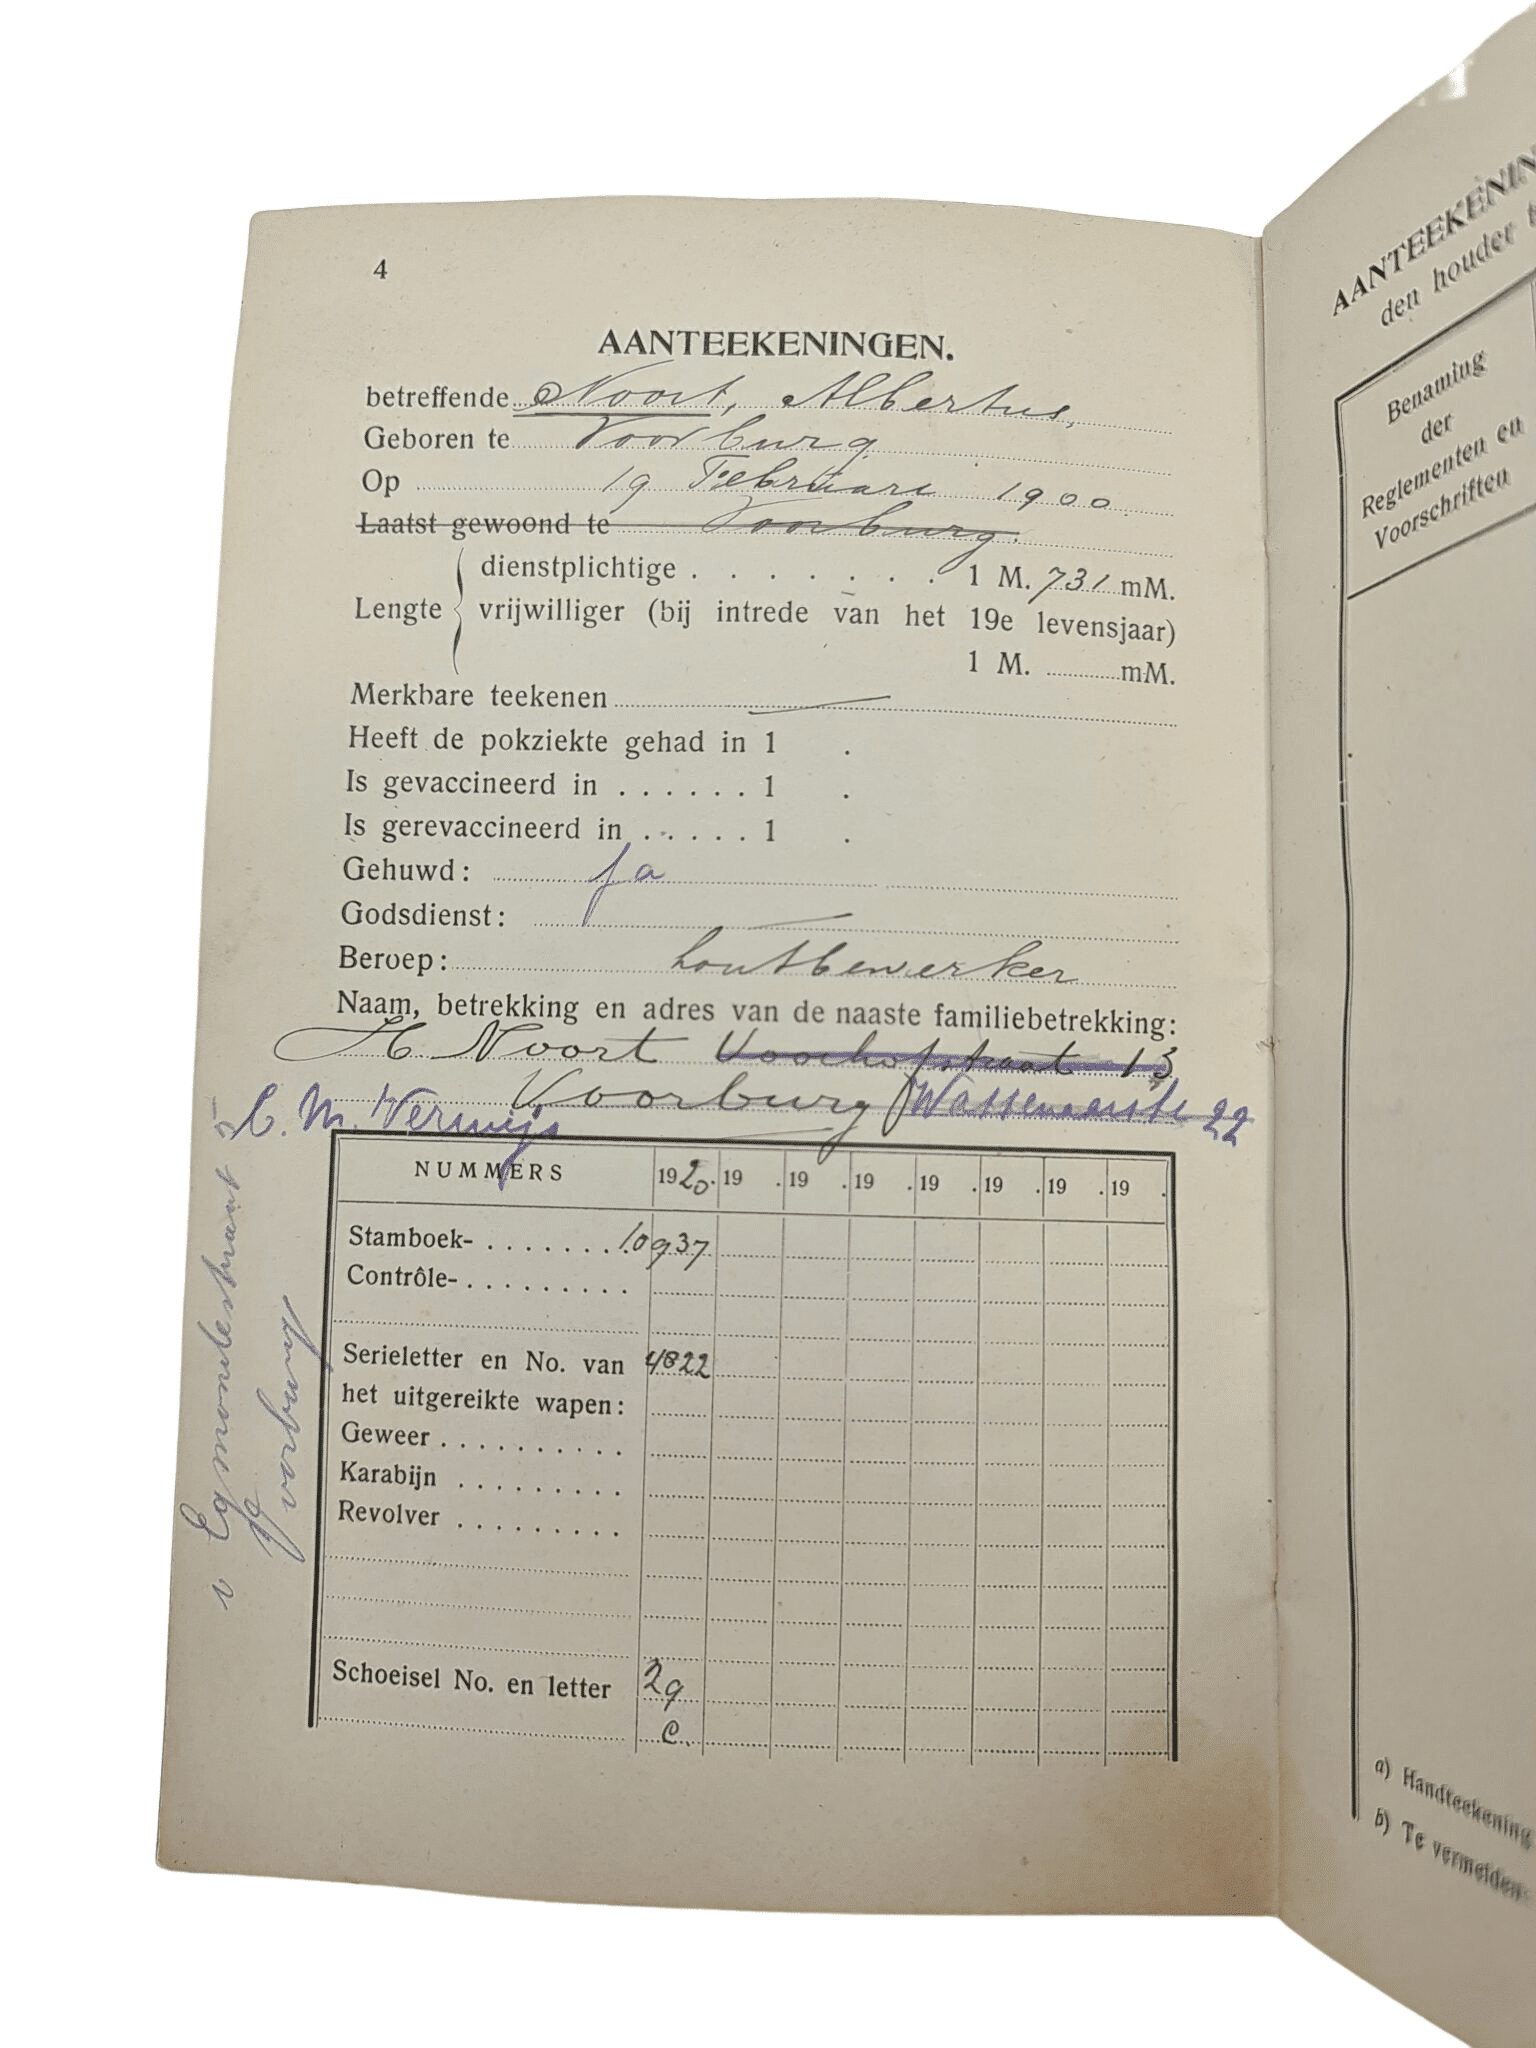 4
AANTEEKENINGEN.
betreffende Noort, Albertus,
Geboren te Voorburg
Op 19 Februari 1900
Laatst gewoond te Voorburg.
dienstplichtige . . . . . . . 1 M. 731 mM.
Lengte vrijwilliger (bij intrede van het 19e levensjaar)
1 M. mM.
Merkbare teekenen
Heeft de pokziekte gehad in 1 .
Is gevaccineerd in . . . . . . 1 .
Is gerevaccineerd in . . . . . 1 .
Gehuwd: ja
Godsdienst:
Beroep: houtbewerker
Naam, betrekking en adres van de naaste familiebetrekking:
H Noort 13
Voorburg Wassenaarstr 22
C. M. Verweijs
Egmondestraat
Voorburg
NUMMERS 1920. 19 . 19 . 19 . 19 . 19 . 19 . 19 .
Stamboek- . . . . . . . 10937
Contrôle- . . . . . . . . .
Serieletter en No. van 4822
het uitgereikte wapen:
Geweer . . . . . . . . . .
Karabijn . . . . . . . . .
Revolver . . . . . . . . .
Schoeisel No. en letter 29
c.
AANTEEKENIN
den houder
Benaming
der
Reglementen en
Voorschriften
a) Handteekening
b) Te vermelden